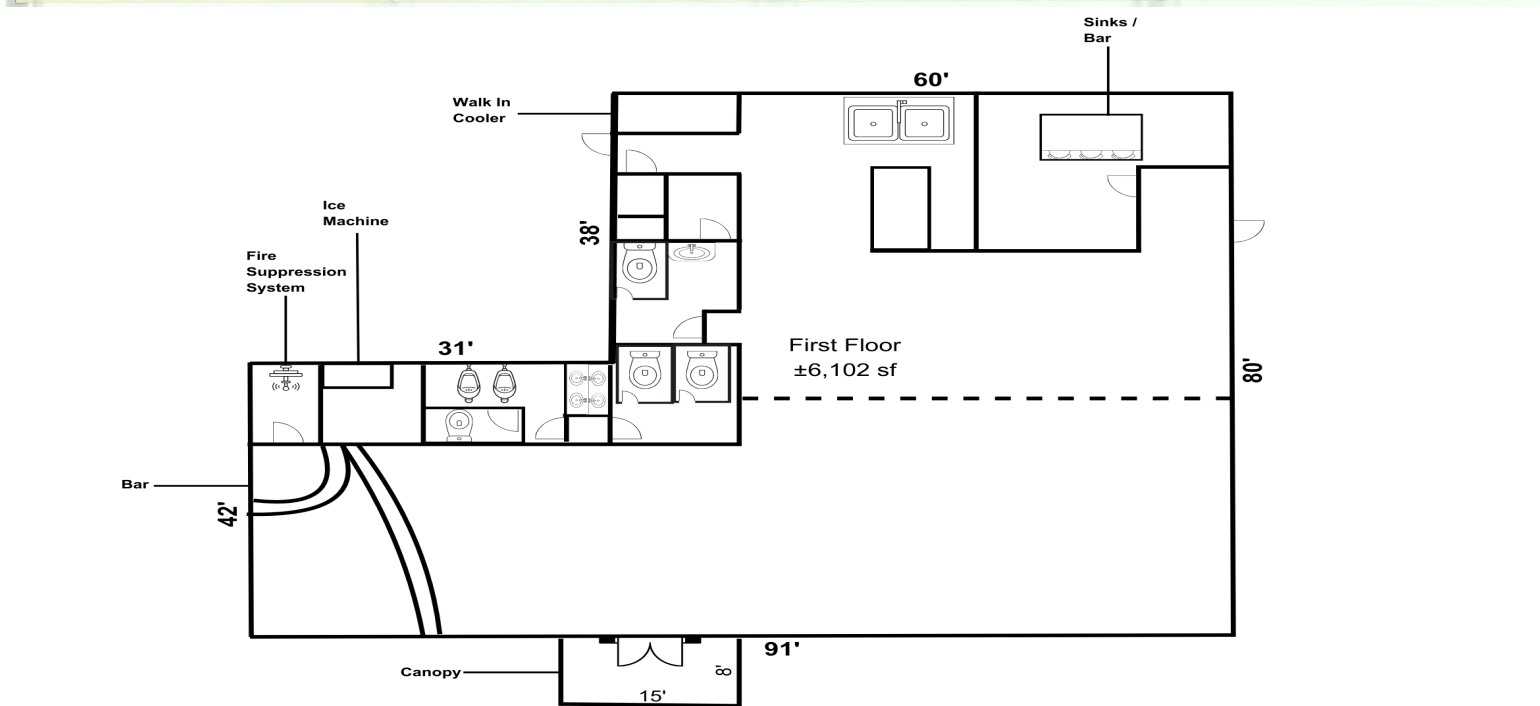 Sinks /
Bar
60'
Walk In
Cooler
38'
Ice
Machine
Fire
Suppression
System
31'
First Floor
±6,102 sf
80'
Bar
42'
91'
Canopy
8'
15'